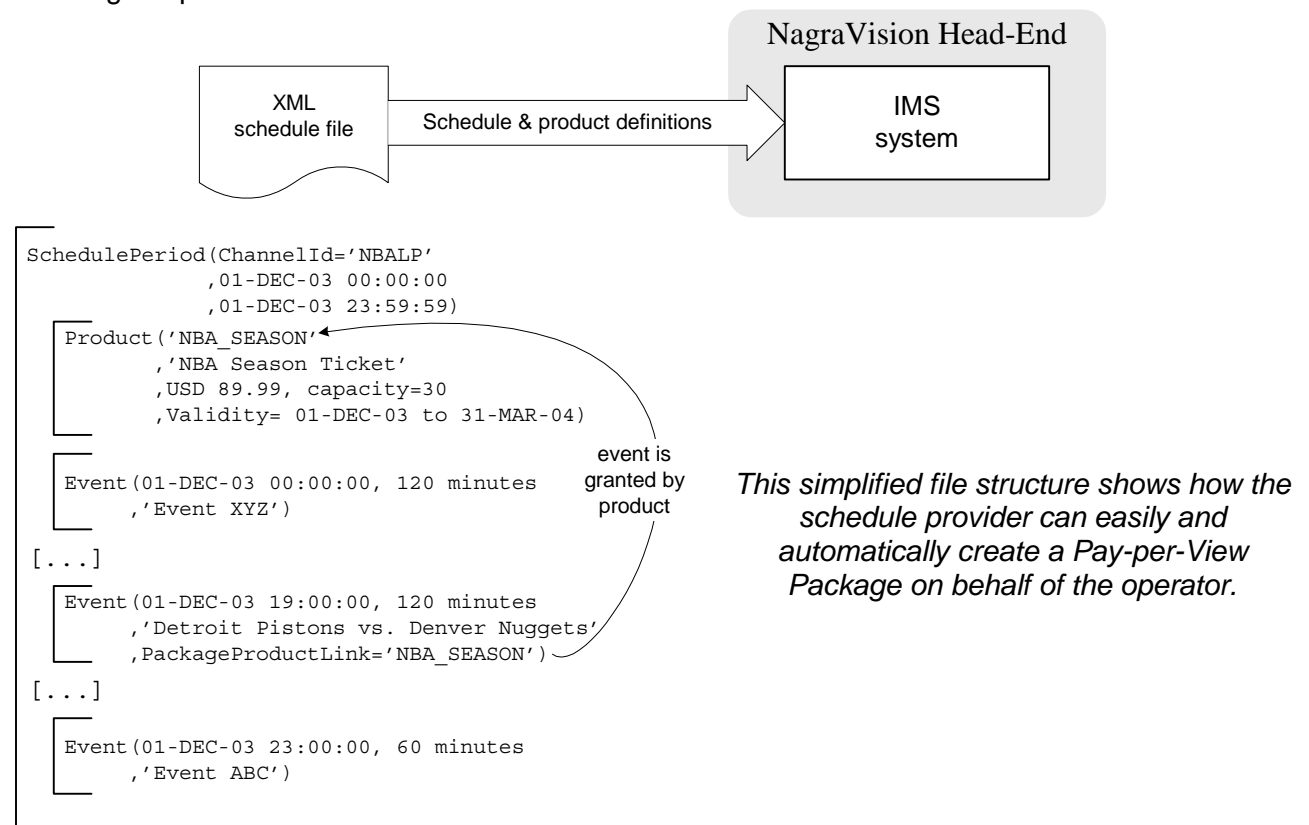 NagraVision Head-End
XML
schedule file
Schedule & product definitions
IMS
system
SchedulePeriod(ChannelId=’NBALP’
,01-DEC-03 00:00:00
,01-DEC-03 23:59:59)
Product(’NBA_SEASON’
,’NBA Season Ticket’
,USD 89.99, capacity=30
,Validity= 01-DEC-03 to 31-MAR-04)
event is
granted by
product
Event(01-DEC-03 00:00:00, 120 minutes
,’Event XYZ’)
[...]
Event(01-DEC-03 19:00:00, 120 minutes
,’Detroit Pistons vs. Denver Nuggets’
,PackageProductLink=’NBA_SEASON’)
[...]
Event(01-DEC-03 23:00:00, 60 minutes
,’Event ABC’)
This simplified file structure shows how the
schedule provider can easily and
automatically create a Pay-per-View
Package on behalf of the operator.